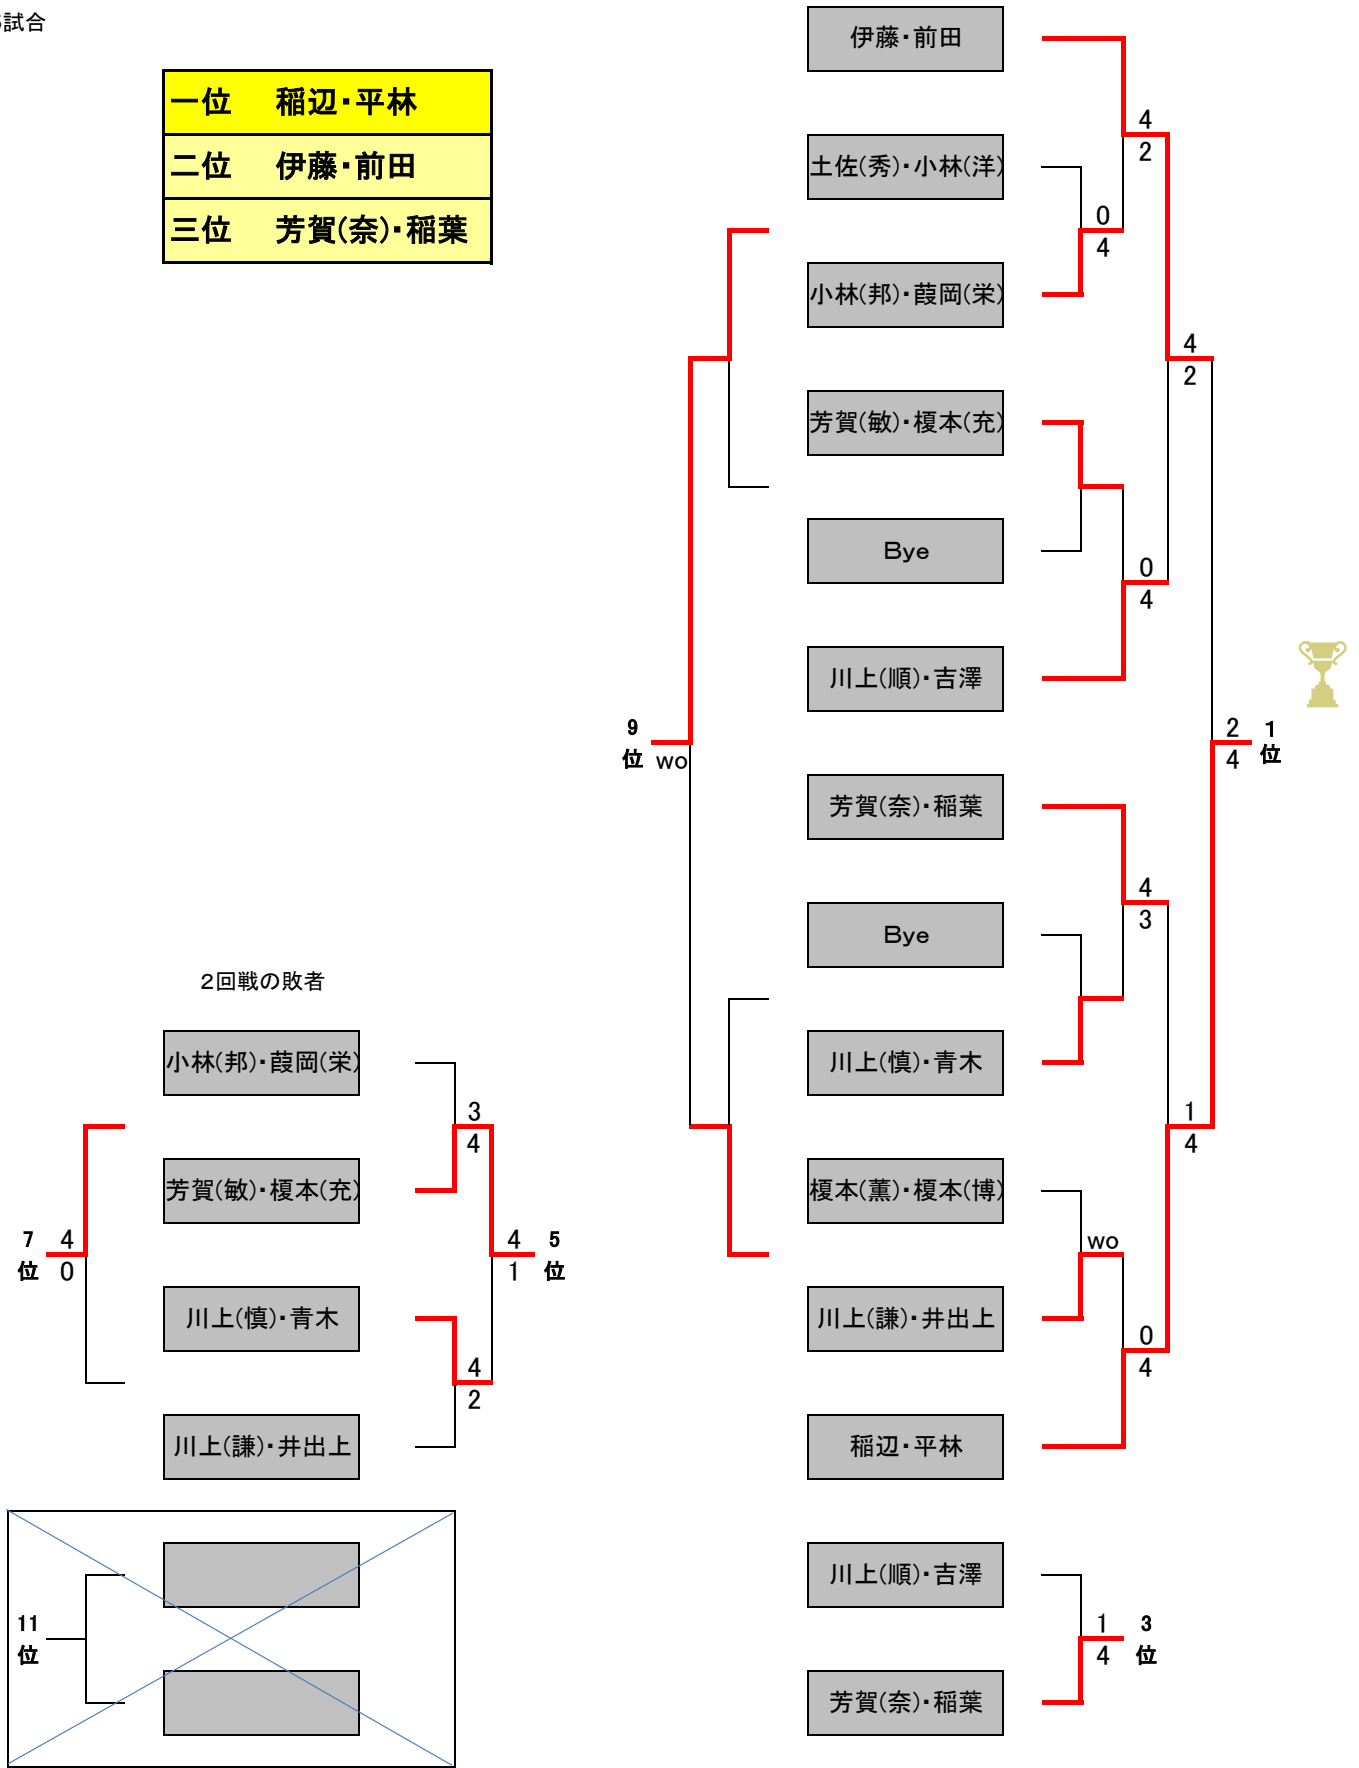 試合
一位 稲辺・平林
二位 伊藤・前田
三位 芳賀(奈)・稲葉
伊藤・前田
4
2
土佐(秀)・小林(洋)
0
4
小林(邦)・葭岡(栄)
4
2
芳賀(敏)・榎本(充)
Bye
0
4
川上(順)・吉澤
9
位 wo
2
4
1
位
芳賀(奈)・稲葉
4
3
Bye
川上(慎)・青木
1
4
榎本(薫)・榎本(博)
wo
川上(謙)・井出上
0
4
稲辺・平林
2回戦の敗者
小林(邦)・葭岡(栄)
3
4
芳賀(敏)・榎本(充)
7
位
4
0
4
1
5
位
川上(慎)・青木
4
2
川上(謙)・井出上
11
位
川上(順)・吉澤
1
4
3
位
芳賀(奈)・稲葉